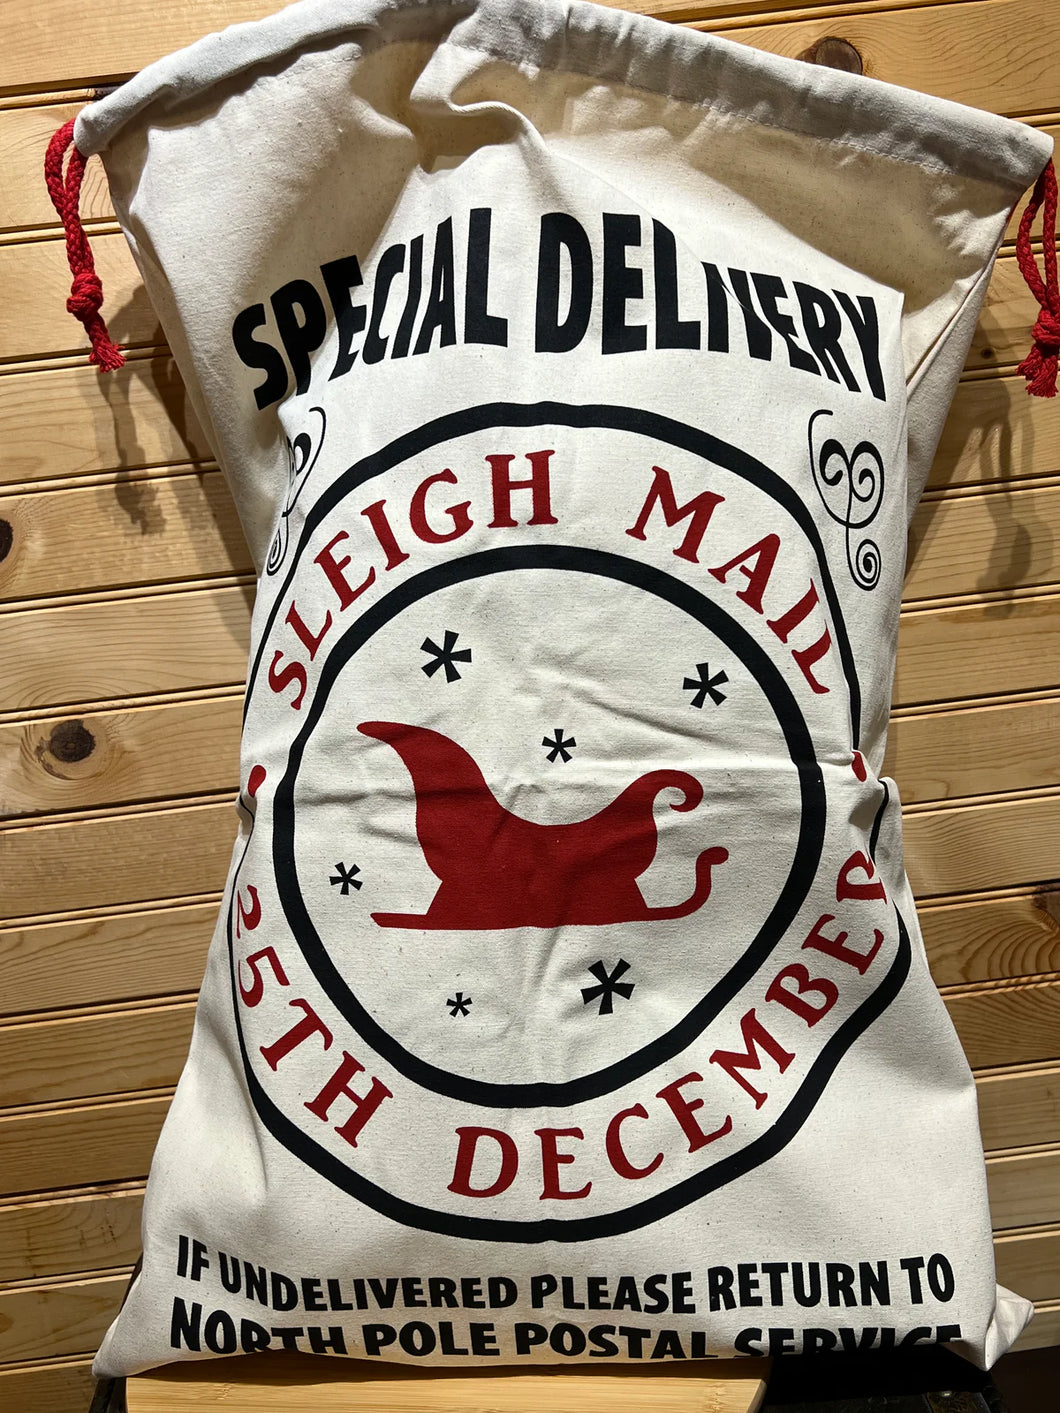 SPECIAL DELIVERY
SLEIGH MAIL
25TH DECEMBER
IF UNDELIVERED PLEASE RETURN TO
NORTH POLE POSTAL SERVICE